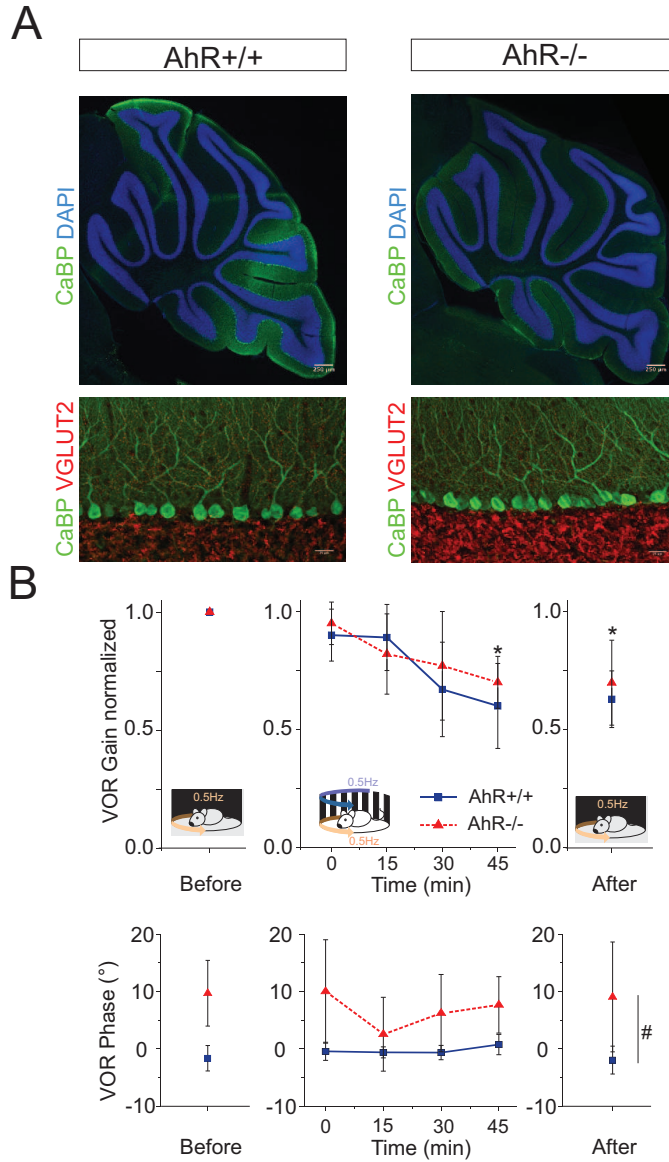 A
AhR+/+
AhR-/-
CaBP DAPI
CaBP DAPI
250 µm
250 µm
CaBP VGLUT2
CaBP VGLUT2
B
VOR Gain normalized
1.0
0.5
0.0
0.5Hz
Before
1.0
0.5
0.0
*
0.5Hz
0.5Hz
AhR+/+
AhR-/-
0
15
30
45
Time (min)
1.0
0.5
0.0
*
0.5Hz
After
VOR Phase (°)
20
10
0
-10
Before
20
10
0
-10
0
15
30
45
Time (min)
20
10
0
-10
#
After